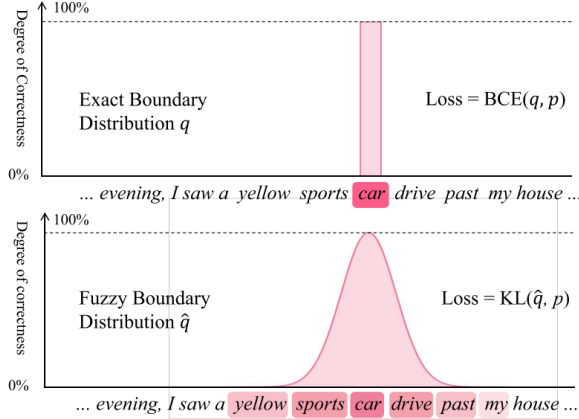 100%
Degree of Correctness
Exact Boundary
Distribution q
Loss = BCE(q, p)
0%
... evening, I saw a yellow sports car drive past my house ...
100%
Degree of correctness
Fuzzy Boundary
Distribution q̂
Loss = KL(q̂, p)
0%
... evening, I saw a yellow sports car drive past my house ...